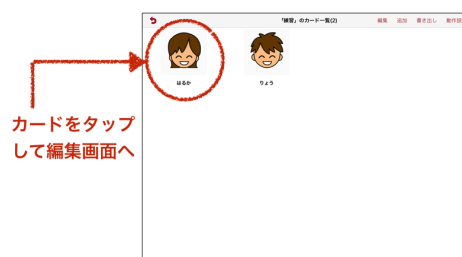 「練習」のカード一覧(2)
編集 追加 書き出し 動作設
はるか
りょう
カードをタップ
して編集画面へ